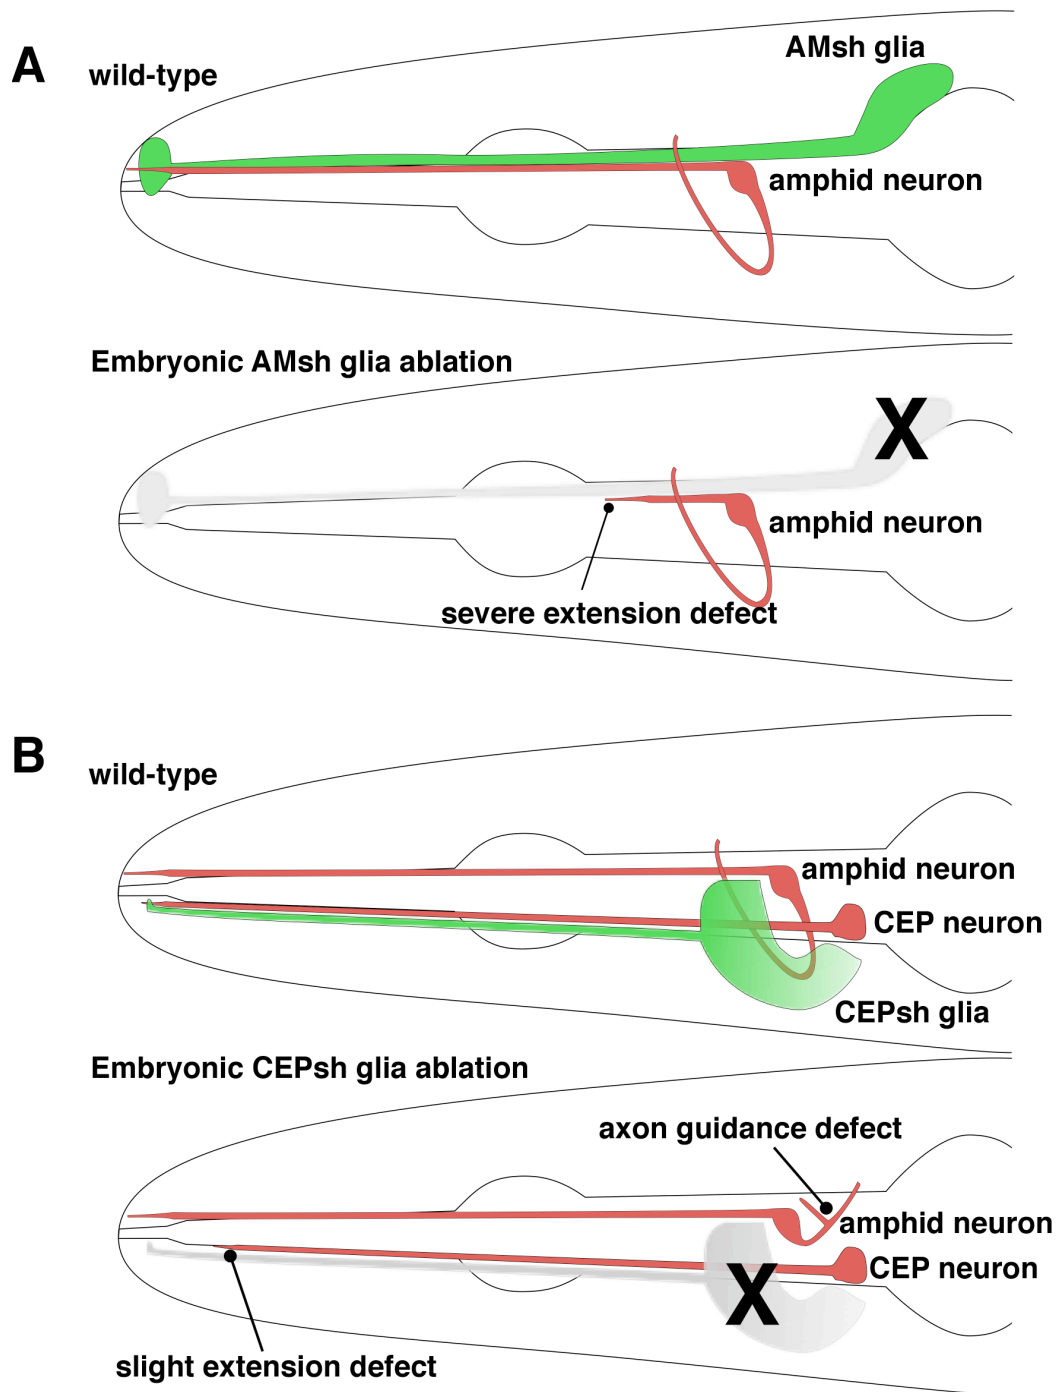 A
wild-type
AMsh glia
amphid neuron
Embryonic AMsh glia ablation
X
amphid neuron
severe extension defect
B
wild-type
amphid neuron
CEP neuron
CEPsh glia
Embryonic CEPsh glia ablation
axon guidance defect
amphid neuron
CEP neuron
X
slight extension defect